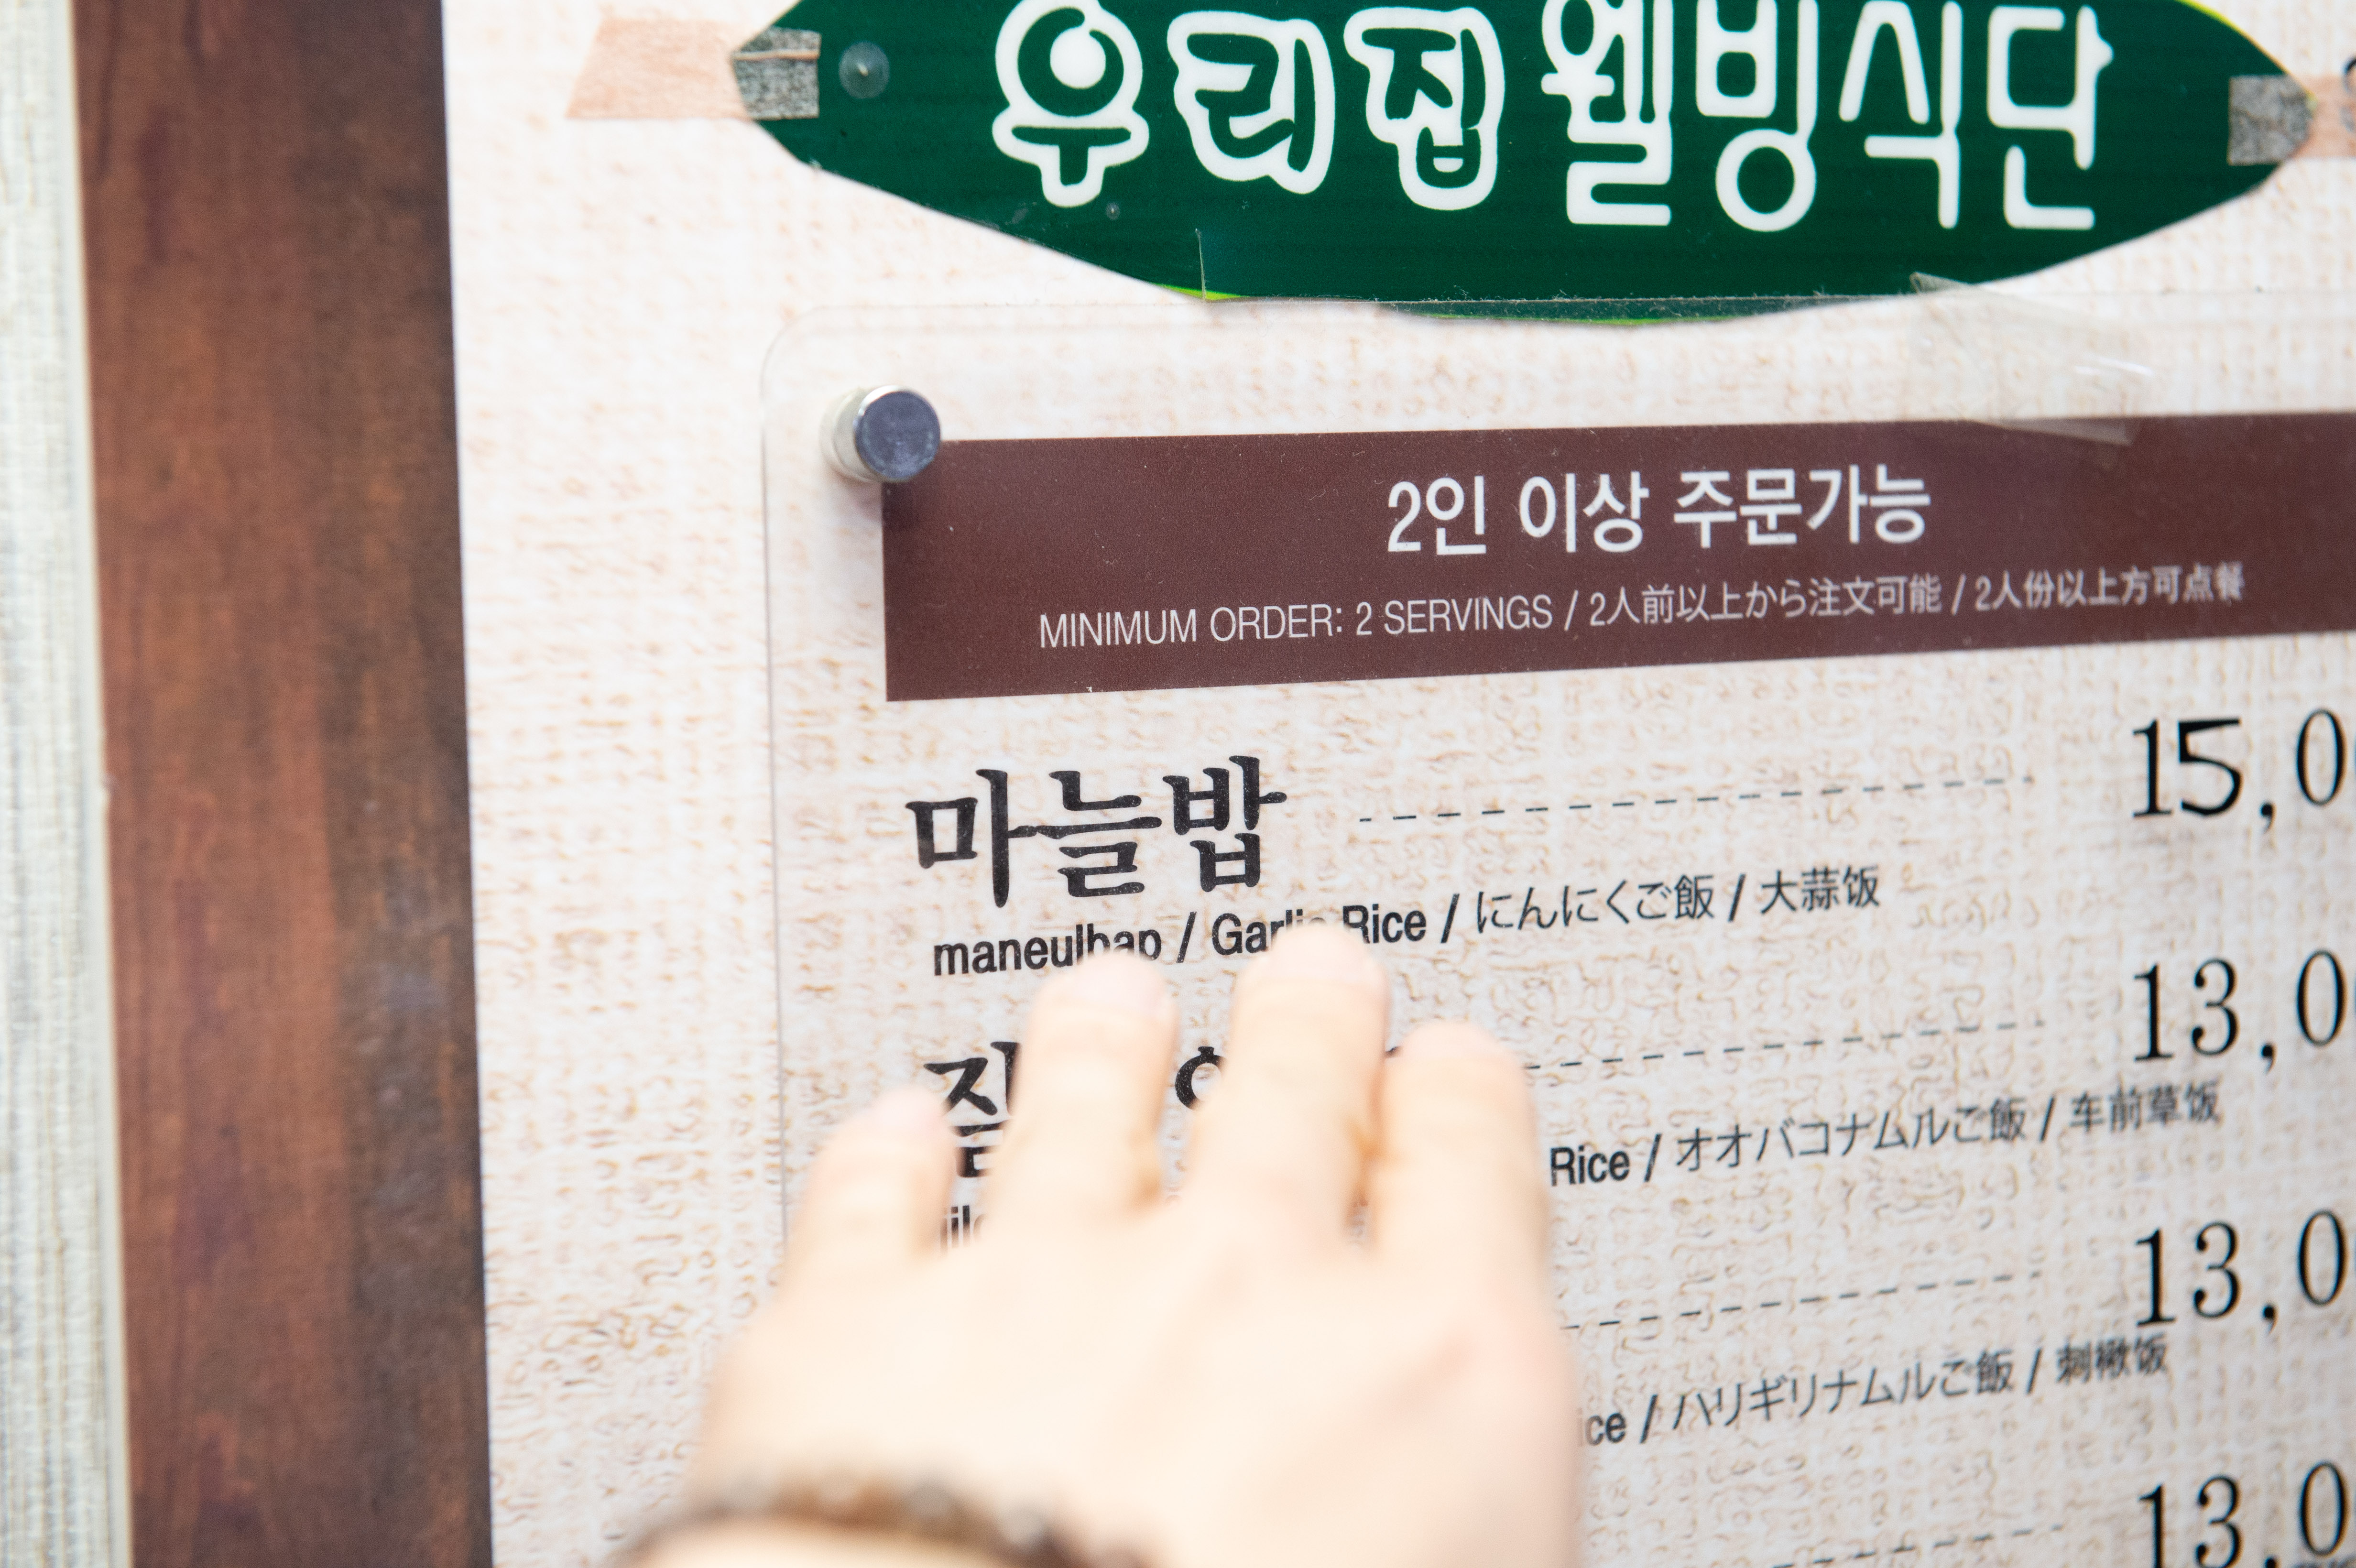 우리집 웰빙식단
2인 이상 주문가능
MINIMUM ORDER: 2 SERVINGS / 2人前以上から注文可能 / 2人份以上方可点餐
마늘밥 15,0
maneulbap / Garlic Rice / にんにくご飯 / 大蒜饭
13,0
Rice / オオバコナムルご飯 / 车前草饭
13,0
/ ハリギリナムルご飯 / 刺楸饭
13,0